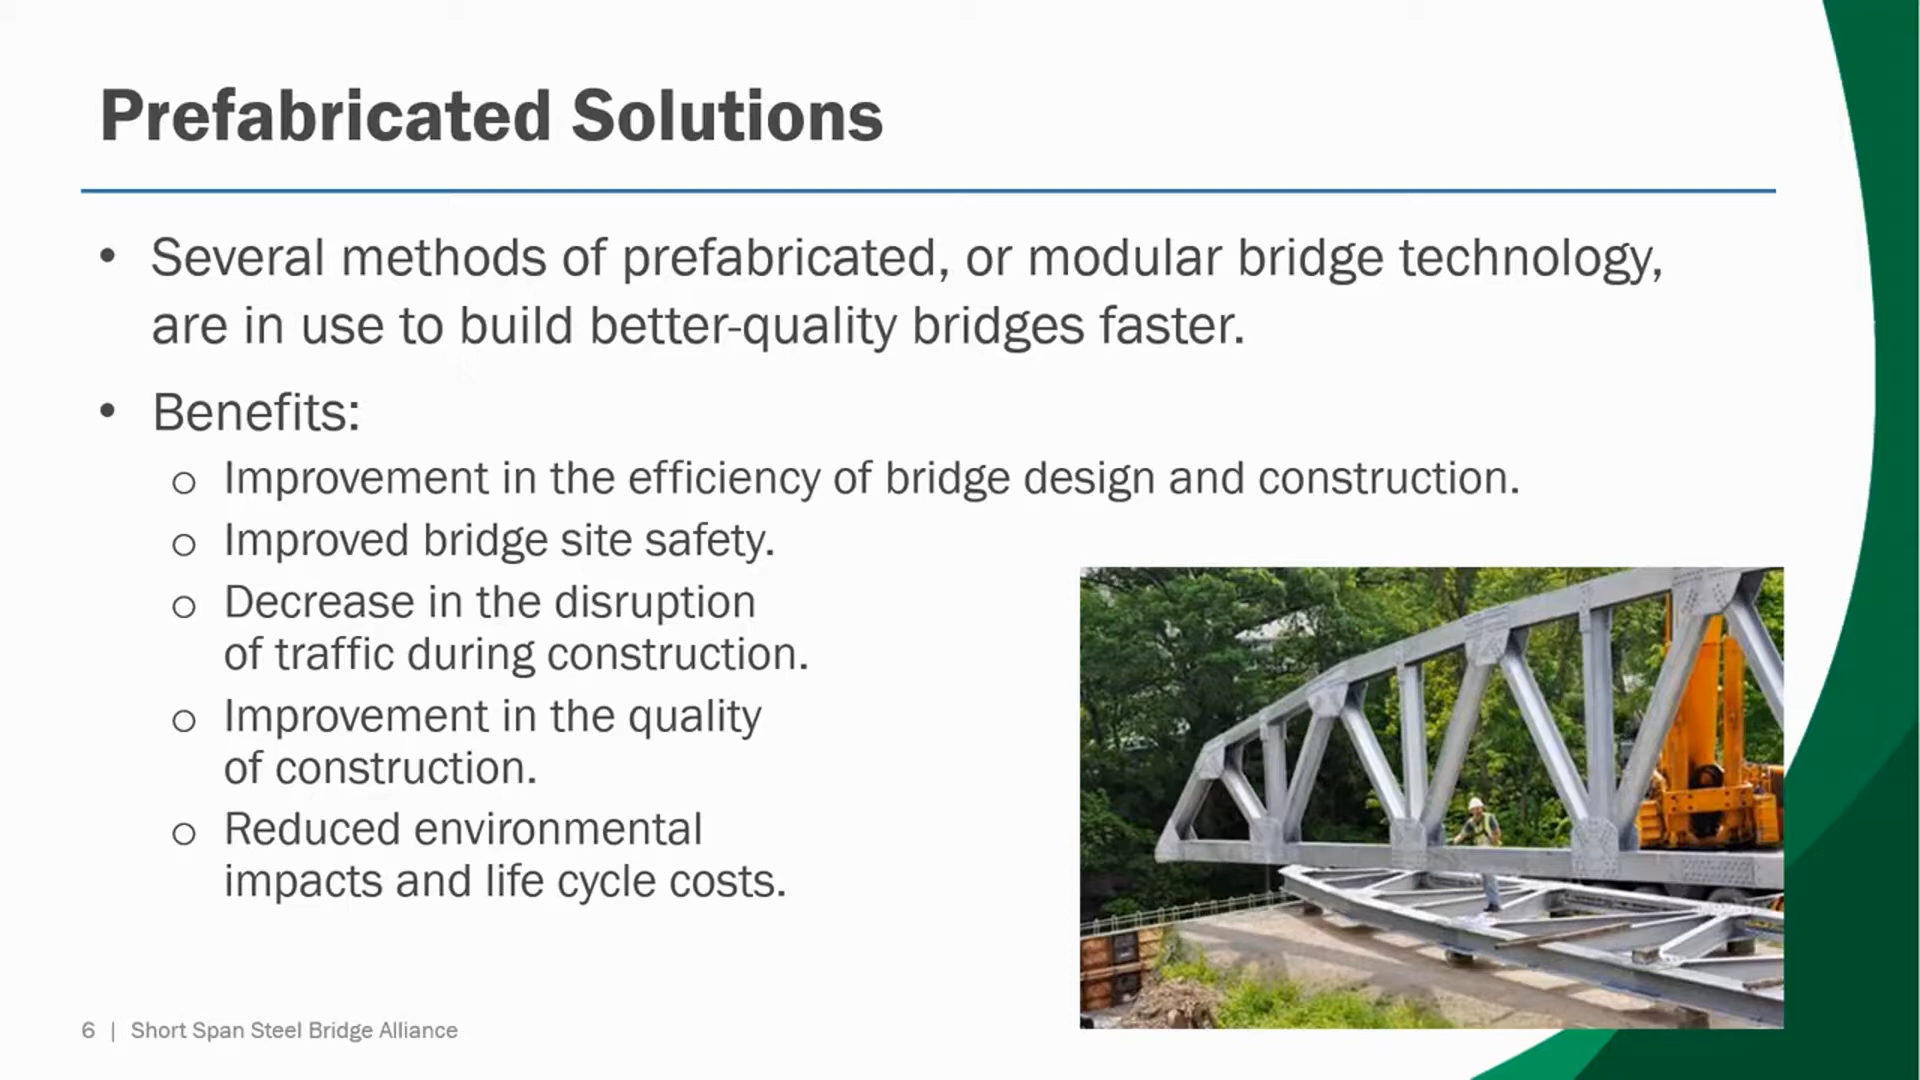 Prefabricated Solutions
• Several methods of prefabricated, or modular bridge technology,
are in use to build better-quality bridges faster.
• Benefits:
o Improvement in the efficiency of bridge design and construction.
o Improved bridge site safety.
o Decrease in the disruption
of traffic during construction.
o Improvement in the quality
of construction.
o Reduced environmental
impacts and life cycle costs.
6 | Short Span Steel Bridge Alliance